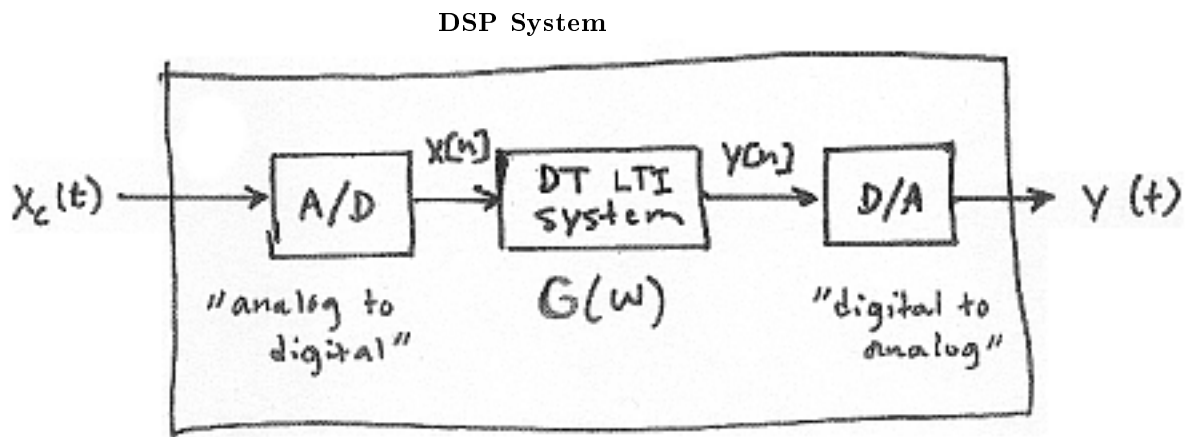 DSP System
x[n]
y[n]
Xc(t)
A/D
DT LTI
system
D/A
y(t)
G(ω)
"analog to
digital"
"digital to
analog"